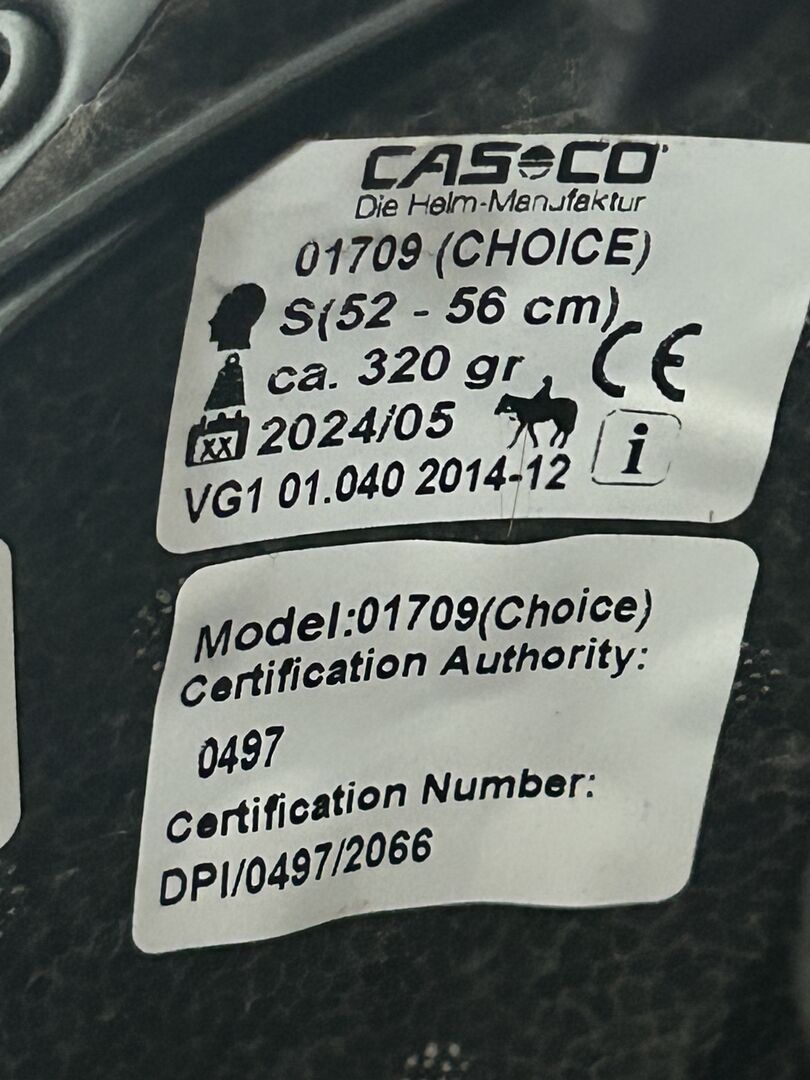 CASCO
Die Helm-Manufaktur
01709 (CHOICE)
S(52 - 56 cm)
ca. 320 gr
CE
XX 2024/05
i
VG1 01.040 2014-12
Model:01709(Choice)
Certification Authority:
0497
Certification Number:
DPI/0497/2066